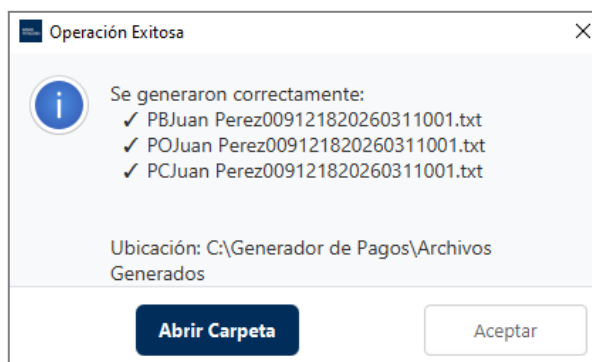 Operación Exitosa
Se generaron correctamente:
✓ PBJuan Perez009121820260311001.txt
✓ POJuan Perez009121820260311001.txt
✓ PCJuan Perez009121820260311001.txt
Ubicación: C:\Generador de Pagos\Archivos
Generados
Abrir Carpeta
Aceptar